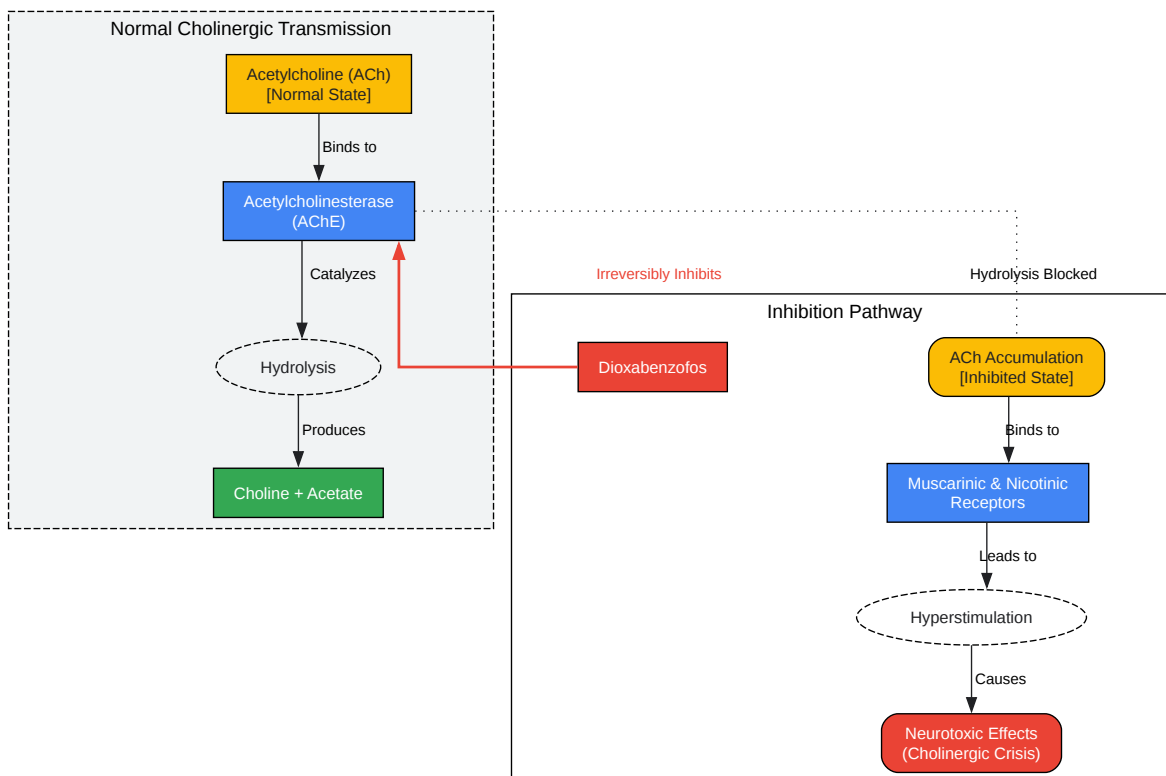 Normal Cholinergic Transmission
Acetylcholine (ACh)
[Normal State]
Binds to
Acetylcholinesterase
(AChE)
Catalyzes
Hydrolysis
Produces
Choline + Acetate
Irreversibly Inhibits
Hydrolysis Blocked
Inhibition Pathway
Dioxabenzofos
ACh Accumulation
[Inhibited State]
Binds to
Muscarinic & Nicotinic
Receptors
Leads to
Hyperstimulation
Causes
Neurotoxic Effects
(Cholinergic Crisis)